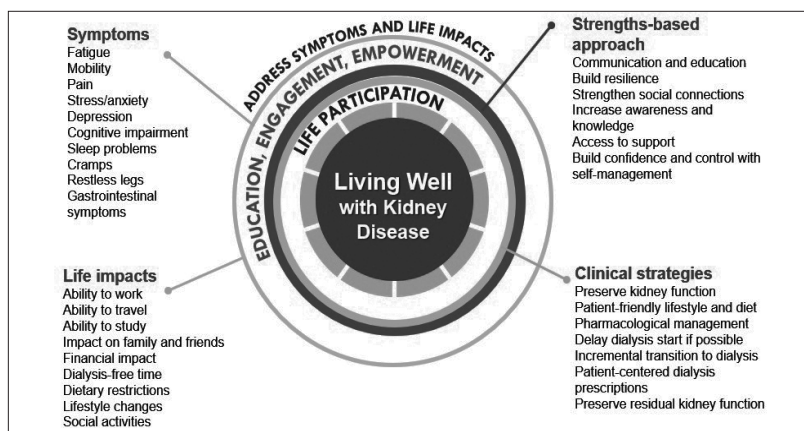 Symptoms
Fatigue
Mobility
Pain
Stress/anxiety
Depression
Cognitive impairment
Sleep problems
Cramps
Restless legs
Gastrointestinal
symptoms
Life impacts
Ability to work
Ability to travel
Ability to study
Impact on family and friends
Financial impact
Dialysis-free time
Dietary restrictions
Lifestyle changes
Social activities
ADDRESS SYMPTOMS AND LIFE IMPACTS
EDUCATION, ENGAGEMENT, EMPOWERMENT
LIFE PARTICIPATION
Living Well
with Kidney
Disease
Strengths-based
approach
Communication and education
Build resilience
Strengthen social connections
Increase awareness and
knowledge
Access to support
Build confidence and control with
self-management
Clinical strategies
Preserve kidney function
Patient-friendly lifestyle and diet
Pharmacological management
Delay dialysis start if possible
Incremental transition to dialysis
Patient-centered dialysis
prescriptions
Preserve residual kidney function